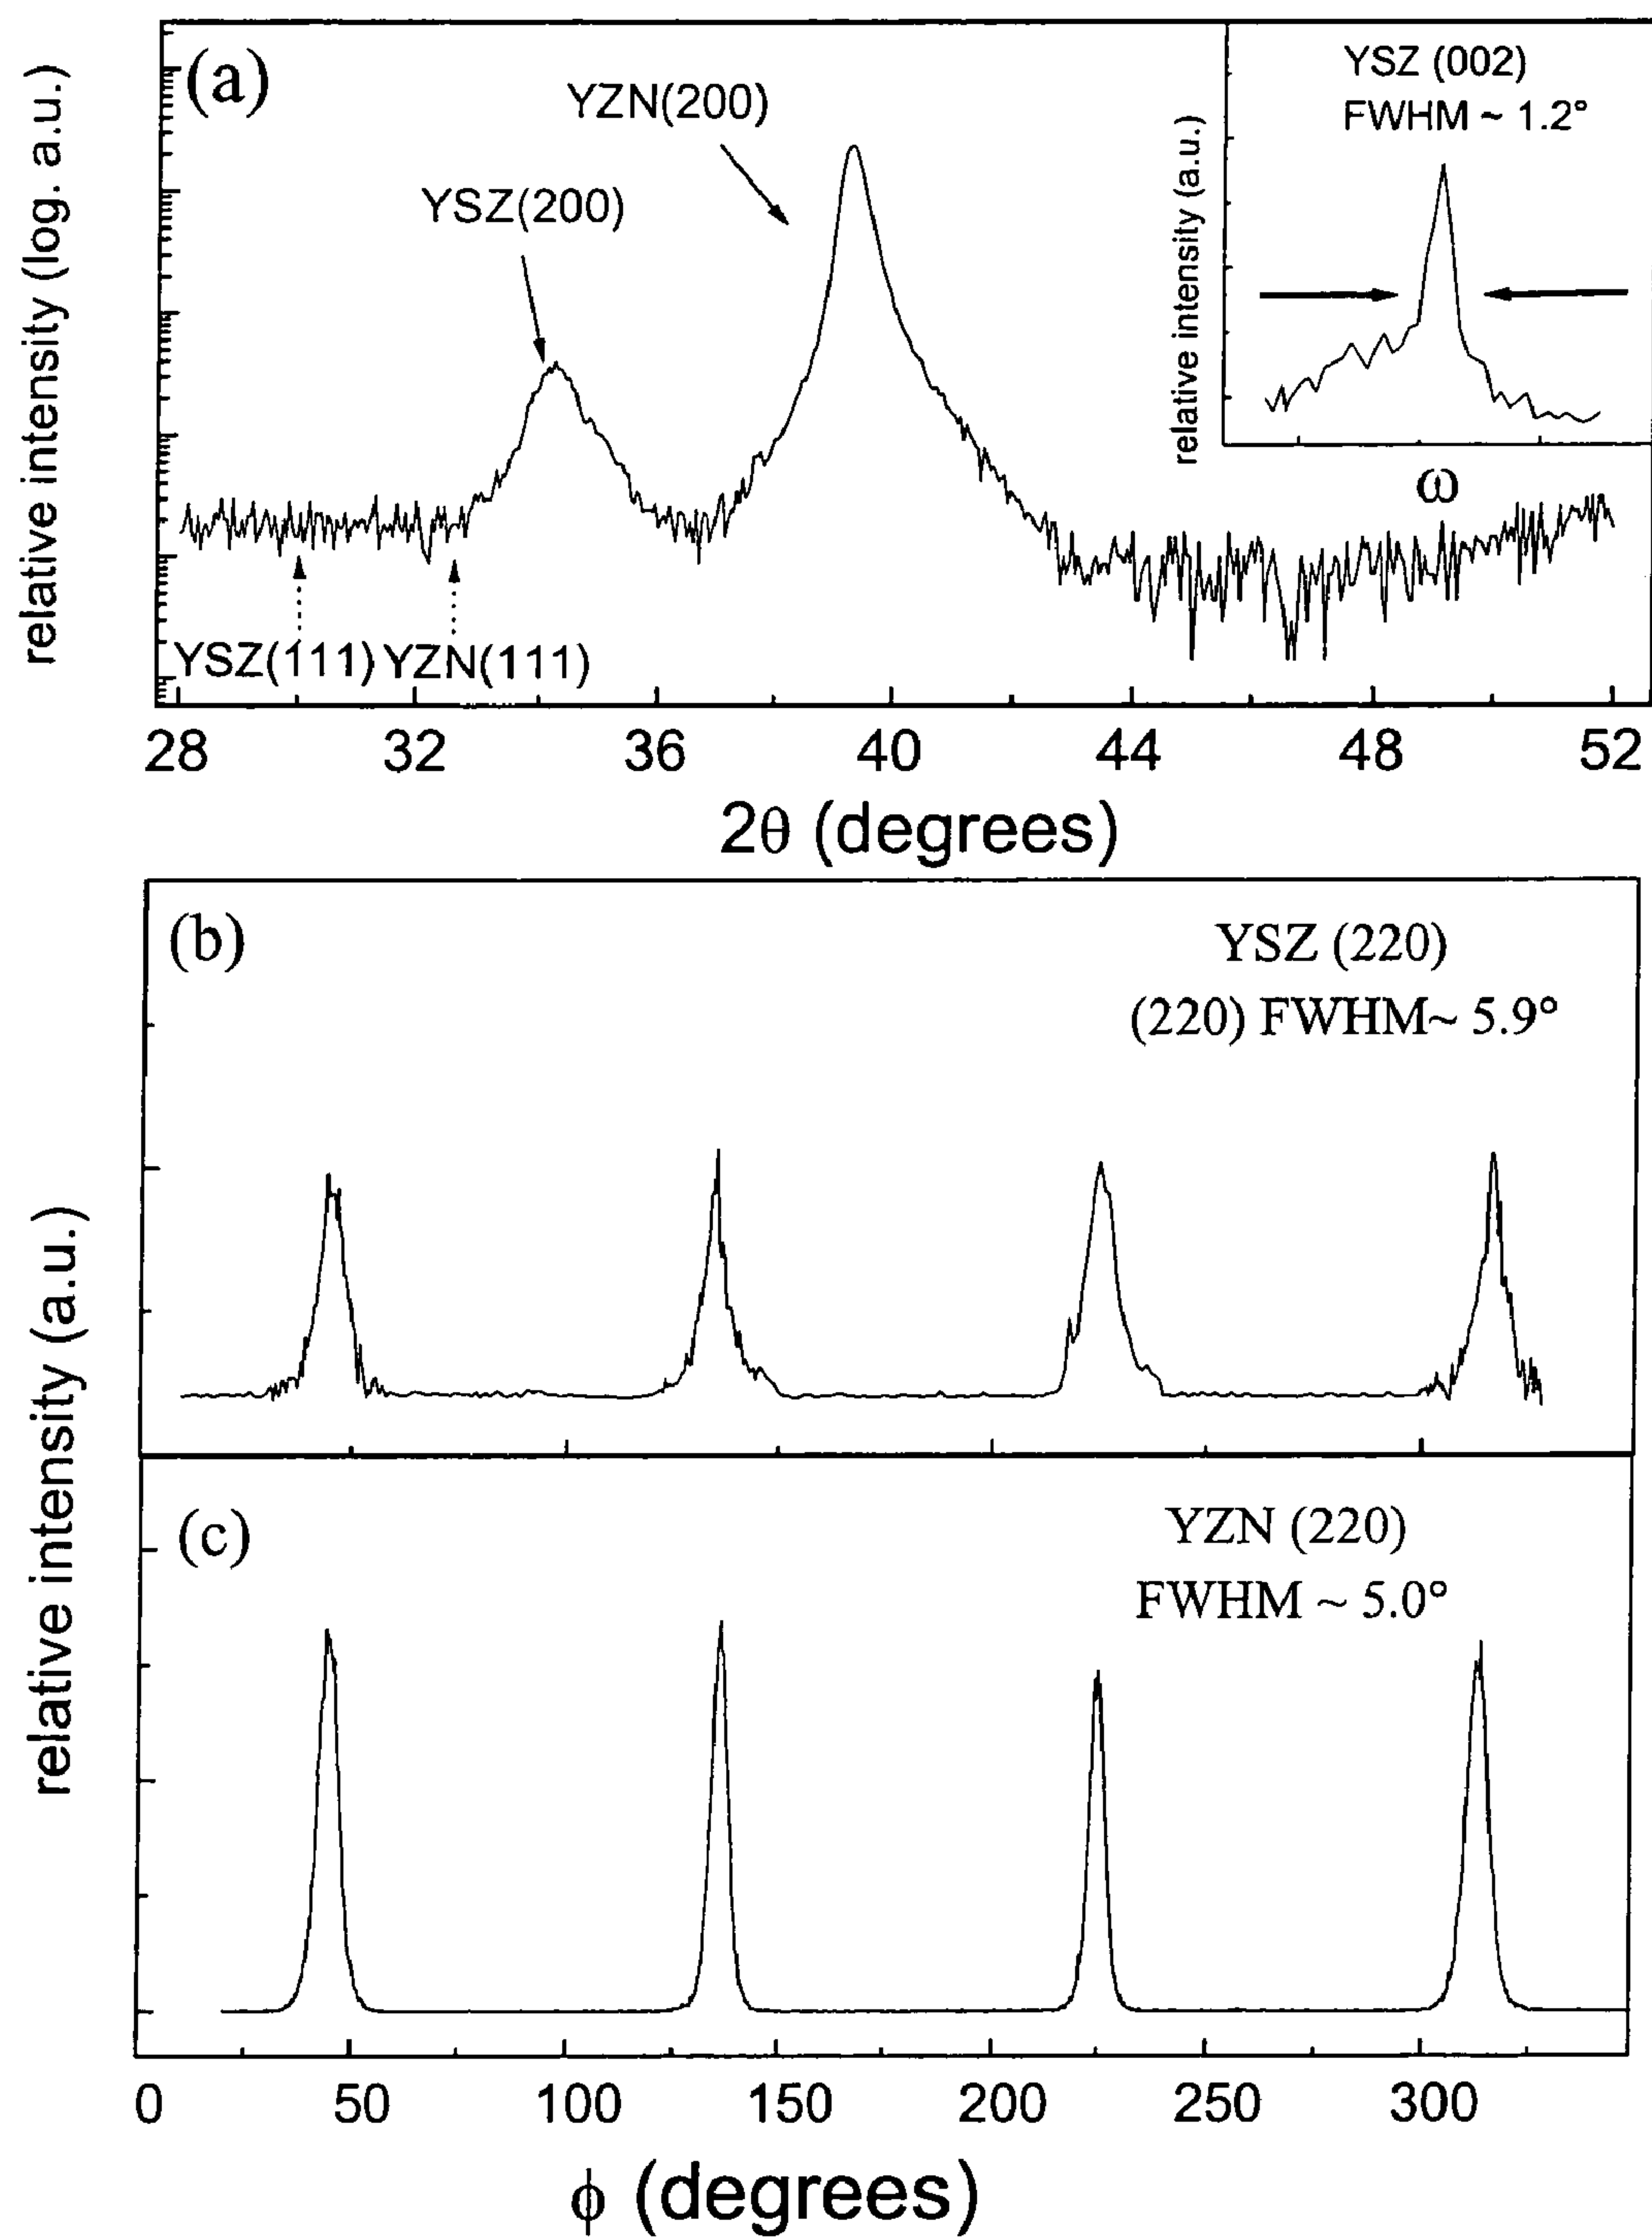 (a)
YZN(200)
YSZ(200)
YSZ(111) YZN(111)
relative intensity (log. a.u.)
28 32 36 40 44 48 52
2θ (degrees)
YSZ (002)
FWHM ~ 1.2°
relative intensity (a.u.)
ω
(b)
YSZ (220)
(220) FWHM~ 5.9°
relative intensity (a.u.)
(c)
YZN (220)
FWHM ~ 5.0°
0 50 100 150 200 250 300
ϕ (degrees)